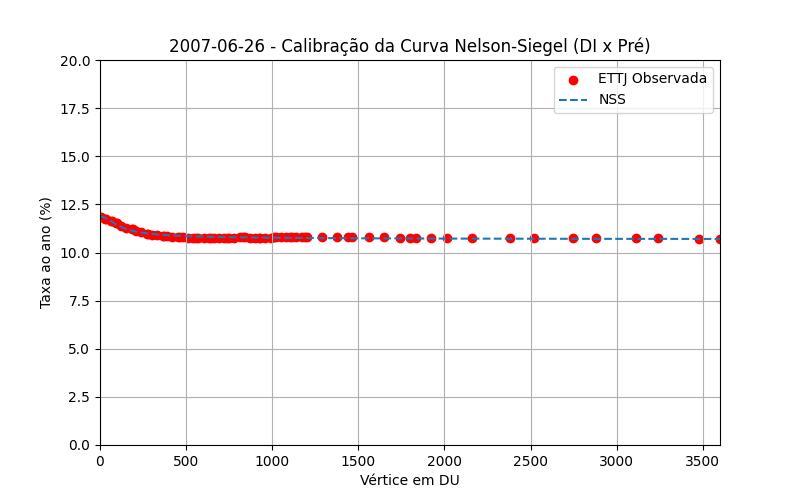 2007-06-26 - Calibração da Curva Nelson-Siegel (DI x Pré)
ETTJ Observada
NSS
Taxa ao ano (%)
20.0
17.5
15.0
12.5
10.0
7.5
5.0
2.5
0.0
0 500 1000 1500 2000 2500 3000 3500
Vértice em DU